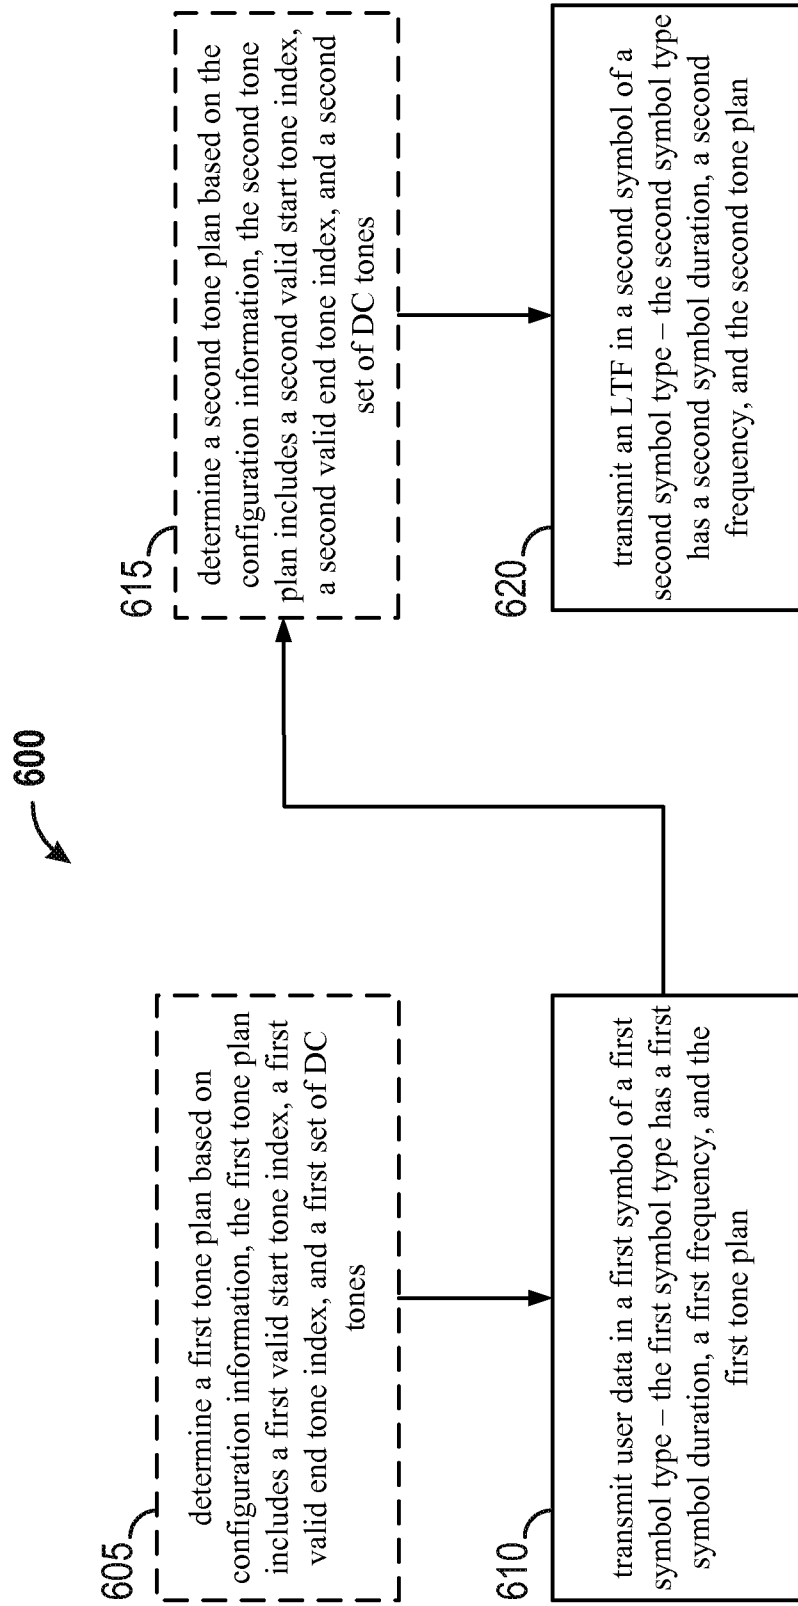 600
605
determine a first tone plan based on
configuration information, the first tone plan
includes a first valid start tone index, a first
valid end tone index, and a first set of DC
tones
610
transmit user data in a first symbol of a first
symbol type – the first symbol type has a first
symbol duration, a first frequency, and the
first tone plan
615
determine a second tone plan based on the
configuration information, the second tone
plan includes a second valid start tone index,
a second valid end tone index, and a second
set of DC tones
620
transmit an LTF in a second symbol of a
second symbol type – the second symbol type
has a second symbol duration, a second
frequency, and the second tone plan